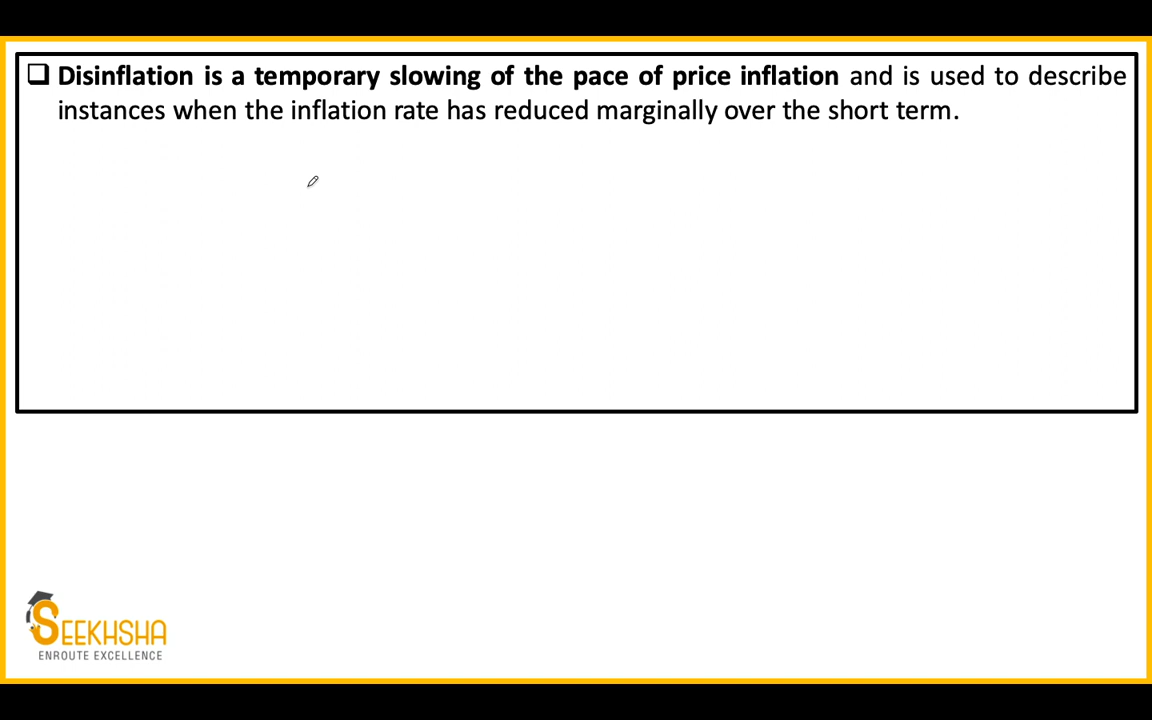 ❑ Disinflation is a temporary slowing of the pace of price inflation and is used to describe
instances when the inflation rate has reduced marginally over the short term.
SEEKHSHA
ENROUTE EXCELLENCE